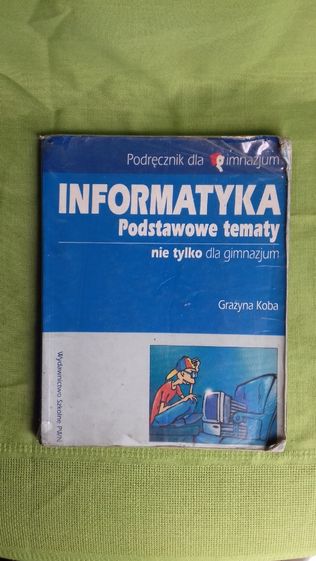 Podręcznik dla gimnazjum
INFORMATYKA
Podstawowe tematy
nie tylko dla gimnazjum
Grażyna Koba
Wydawnictwo Szkolne PWN